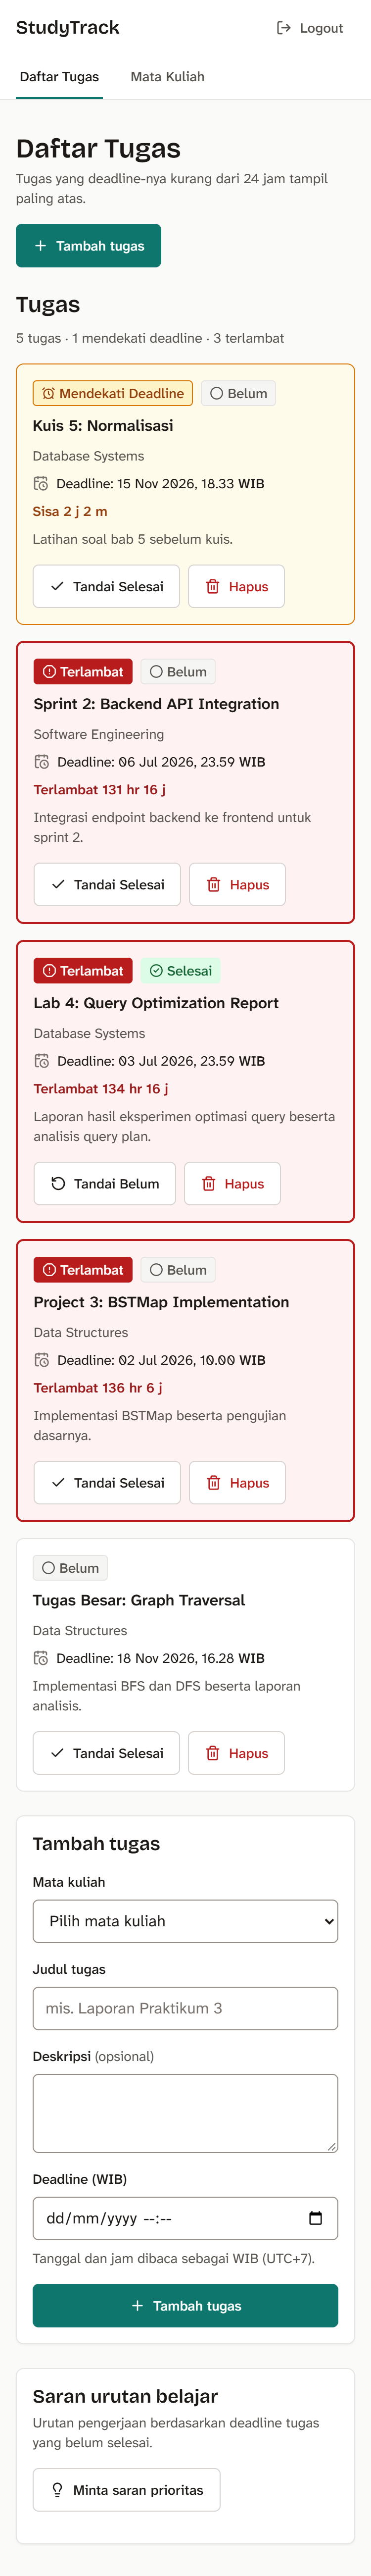 StudyTrack
Logout
Daftar Tugas
Mata Kuliah
Daftar Tugas
Tugas yang deadline-nya kurang dari 24 jam tampil
paling atas.
Tambah tugas
Tugas
5 tugas · 1 mendekati deadline · 3 terlambat
Mendekati Deadline
Belum
Kuis 5: Normalisasi
Database Systems
Deadline: 15 Nov 2026, 18.33 WIB
Sisa 2 j 2 m
Latihan soal bab 5 sebelum kuis.
Tandai Selesai
Hapus
Terlambat
Belum
Sprint 2: Backend API Integration
Software Engineering
Deadline: 06 Jul 2026, 23.59 WIB
Terlambat 131 hr 16 j
Integrasi endpoint backend ke frontend untuk
sprint 2.
Tandai Selesai
Hapus
Terlambat
Selesai
Lab 4: Query Optimization Report
Database Systems
Deadline: 03 Jul 2026, 23.59 WIB
Terlambat 134 hr 16 j
Laporan hasil eksperimen optimasi query beserta
analisis query plan.
Tandai Belum
Hapus
Terlambat
Belum
Project 3: BSTMap Implementation
Data Structures
Deadline: 02 Jul 2026, 10.00 WIB
Terlambat 136 hr 6 j
Implementasi BSTMap beserta pengujian
dasarnya.
Tandai Selesai
Hapus
Belum
Tugas Besar: Graph Traversal
Data Structures
Deadline: 18 Nov 2026, 16.28 WIB
Implementasi BFS dan DFS beserta laporan
analisis.
Tandai Selesai
Hapus
Tambah tugas
Mata kuliah
Pilih mata kuliah
Judul tugas
mis. Laporan Praktikum 3
Deskripsi (opsional)
Deadline (WIB)
dd/mm/yyyy --:--
Tanggal dan jam dibaca sebagai WIB (UTC+7).
Tambah tugas
Saran urutan belajar
Urutan pengerjaan berdasarkan deadline tugas
yang belum selesai.
Minta saran prioritas